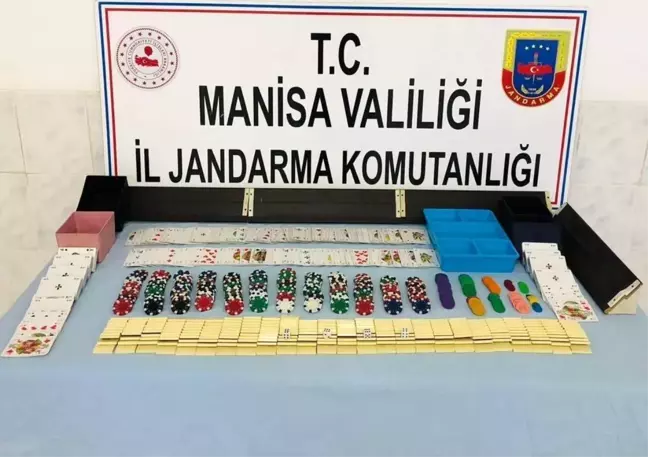 T.C.
MANİSA VALİLİĞİ
İL JANDARMA KOMUTANLIĞI
JANDARMA